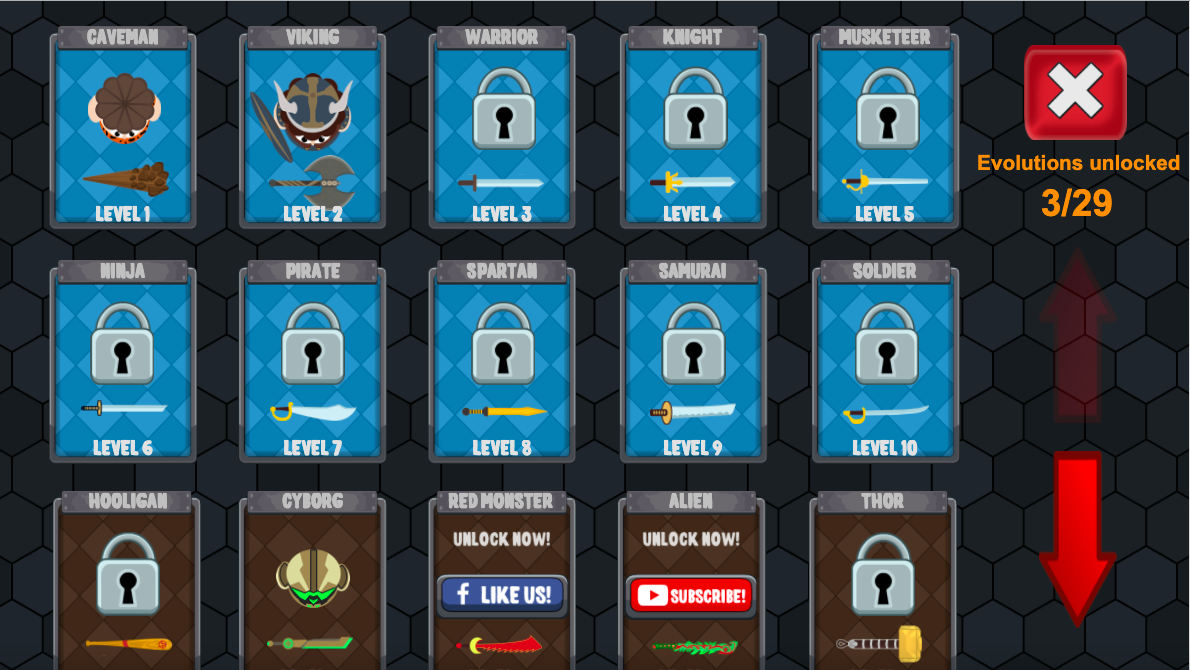 CAVEMAN
VIKING
WARRIOR
KNIGHT
MUSKETEER
Evolutions unlocked
3/29
LEVEL 1
LEVEL 2
LEVEL 3
LEVEL 4
LEVEL 5
NINJA
PIRATE
SPARTAN
SAMURAI
SOLDIER
LEVEL 6
LEVEL 7
LEVEL 8
LEVEL 9
LEVEL 10
HOOLIGAN
CYBORG
RED MONSTER
ALIEN
THOR
UNLOCK NOW!
UNLOCK NOW!
f LIKE US!
SUBSCRIBE!